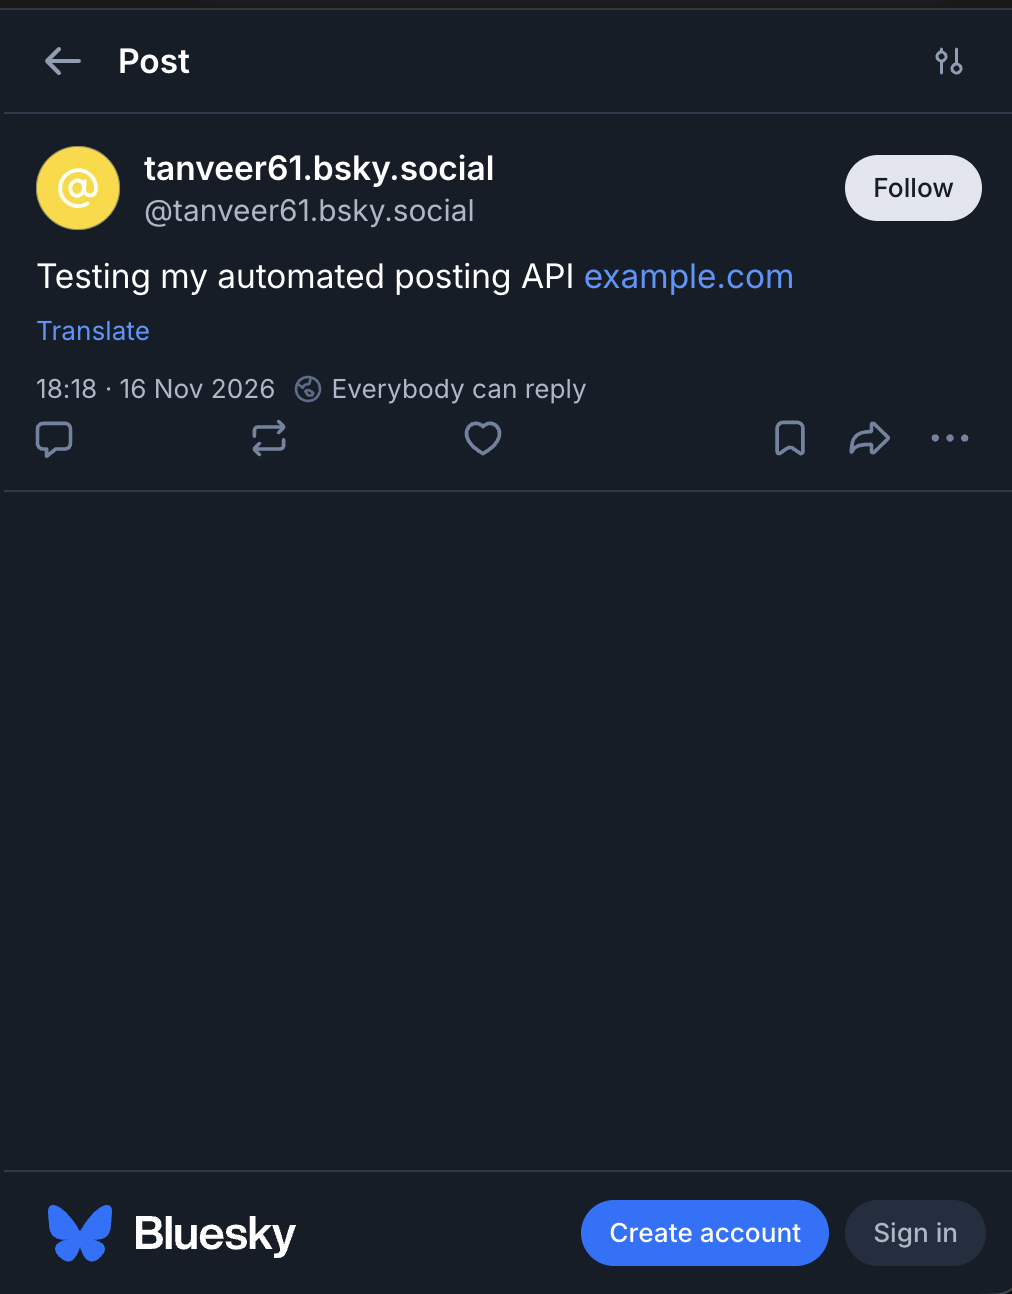 Post
@
tanveer61.bsky.social
@tanveer61.bsky.social
Follow
Testing my automated posting API example.com
Translate
18:18 · 16 Nov 2026 Everybody can reply
Bluesky
Create account
Sign in